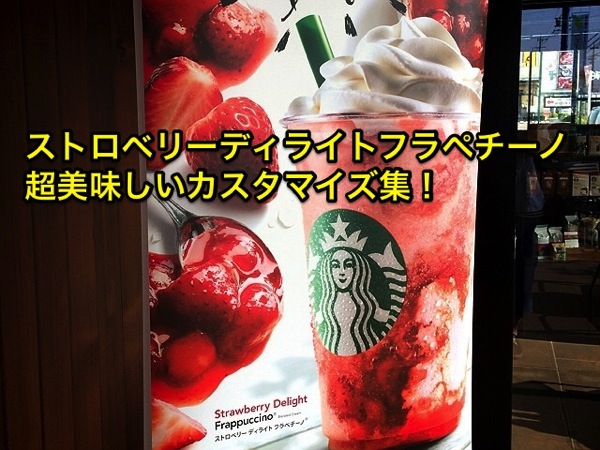 ストロベリーディライトフラペチーノ
超美味しいカスタマイズ集！
Strawberry Delight
Frappuccino®
ストロベリー ディライト フラペチーノ®